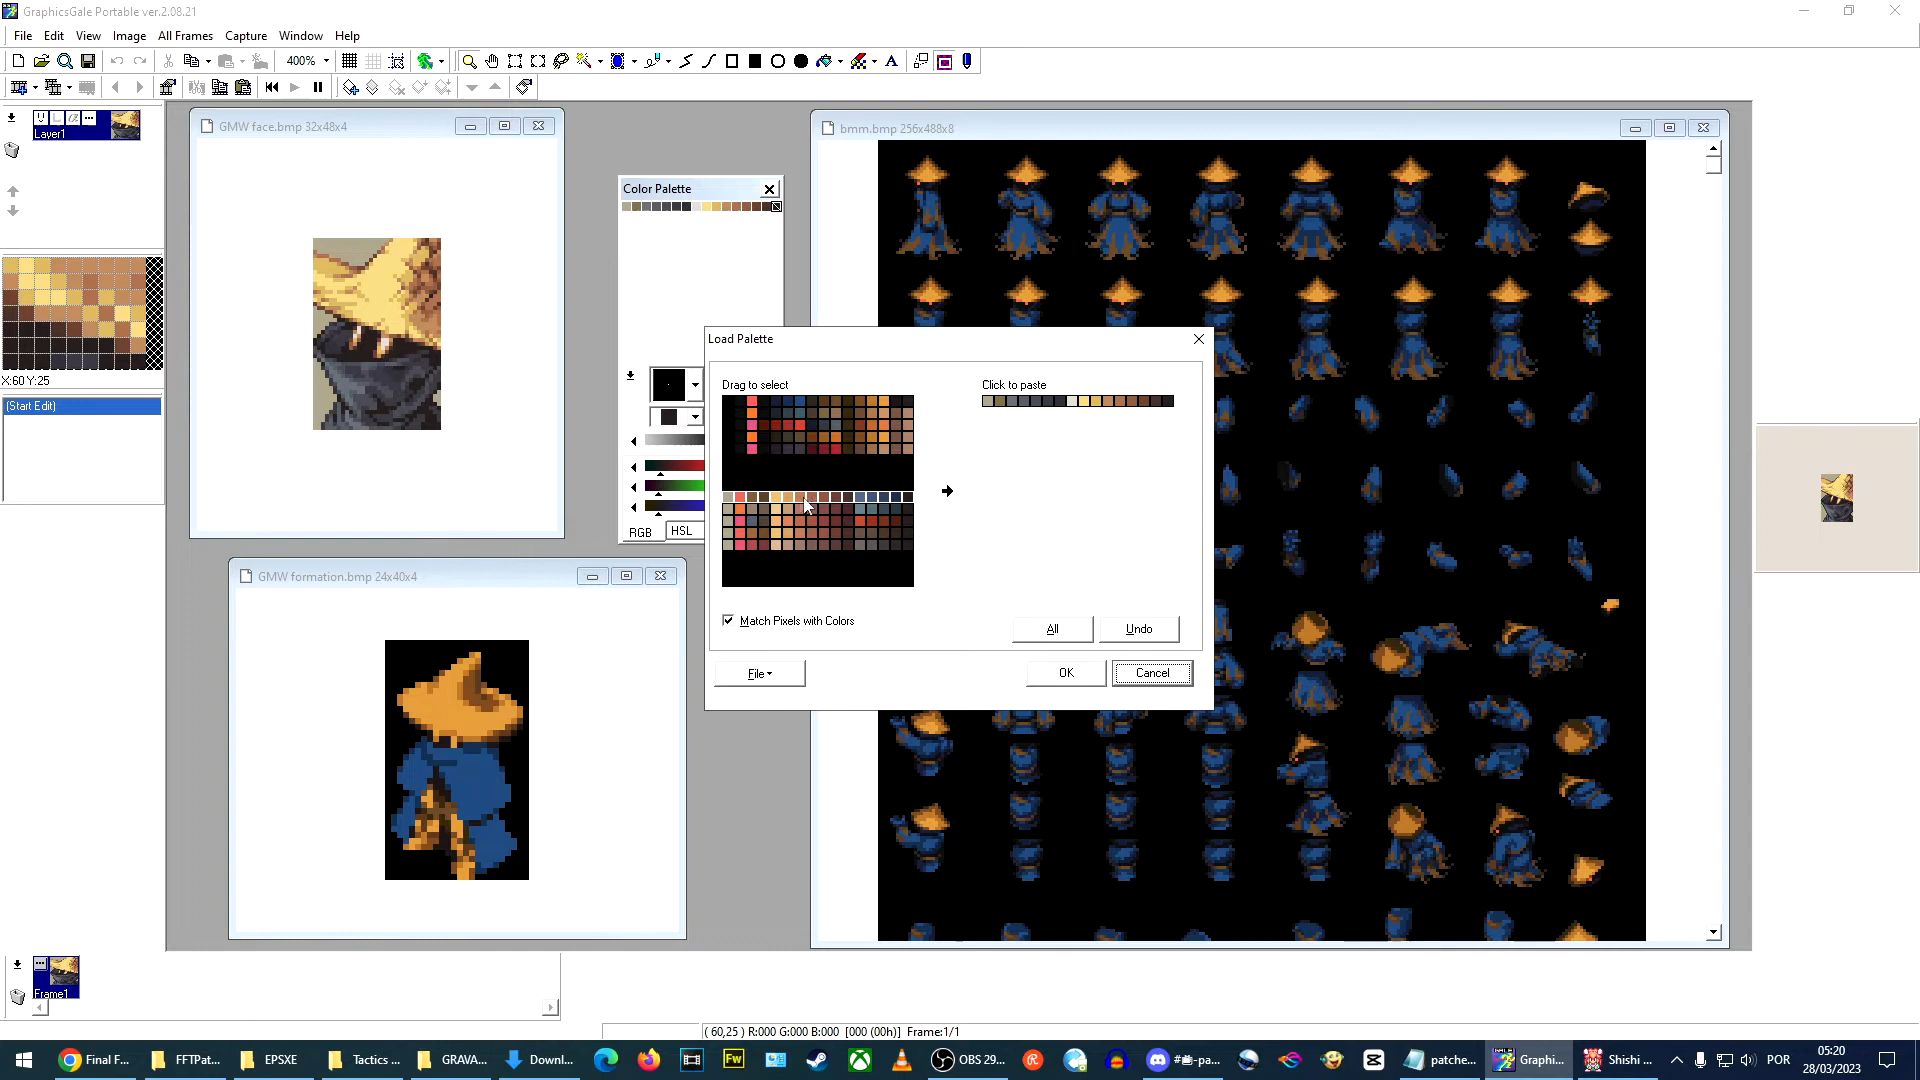 GraphicsGale Portable ver.2.08.21
File Edit View Image All Frames Capture Window Help
400%
Layer1
GMW face.bmp 32x48x4
bmm.bmp 256x488x8
Color Palette
X:60 Y:25
(Start Edit)
Load Palette
Drag to select
Click to paste
RGB HSL
Match Pixels with Colors
All Undo
File OK Cancel
GMW formation.bmp 24x40x4
Frame1
( 60,25 ) R:000 G:000 B:000 [000 (00h)] Frame:1/1
Final F... FFTPat... EPSXE Tactics ... GRAVA... Downl... Fw OBS 29... #-pa... patche... Graphi... Shishi ... POR
05:20
28/03/2023